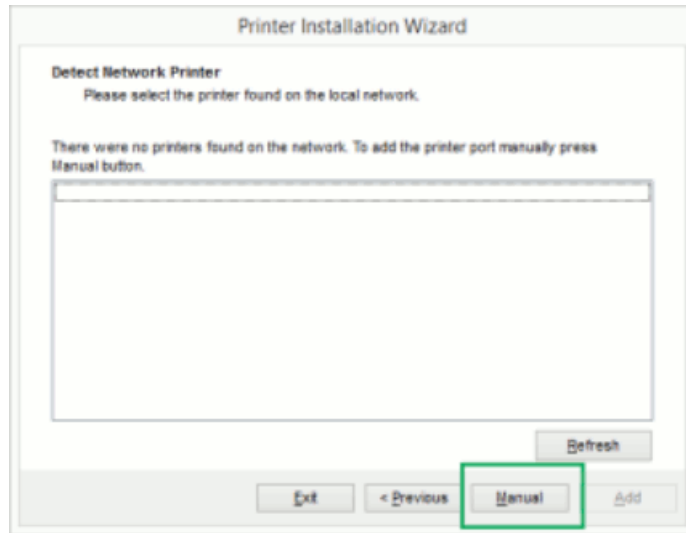 Printer Installation Wizard
Detect Network Printer
Please select the printer found on the local network.
There were no printers found on the network. To add the printer port manually press
Manual button.
Refresh
Exit
< Previous
Manual
Add